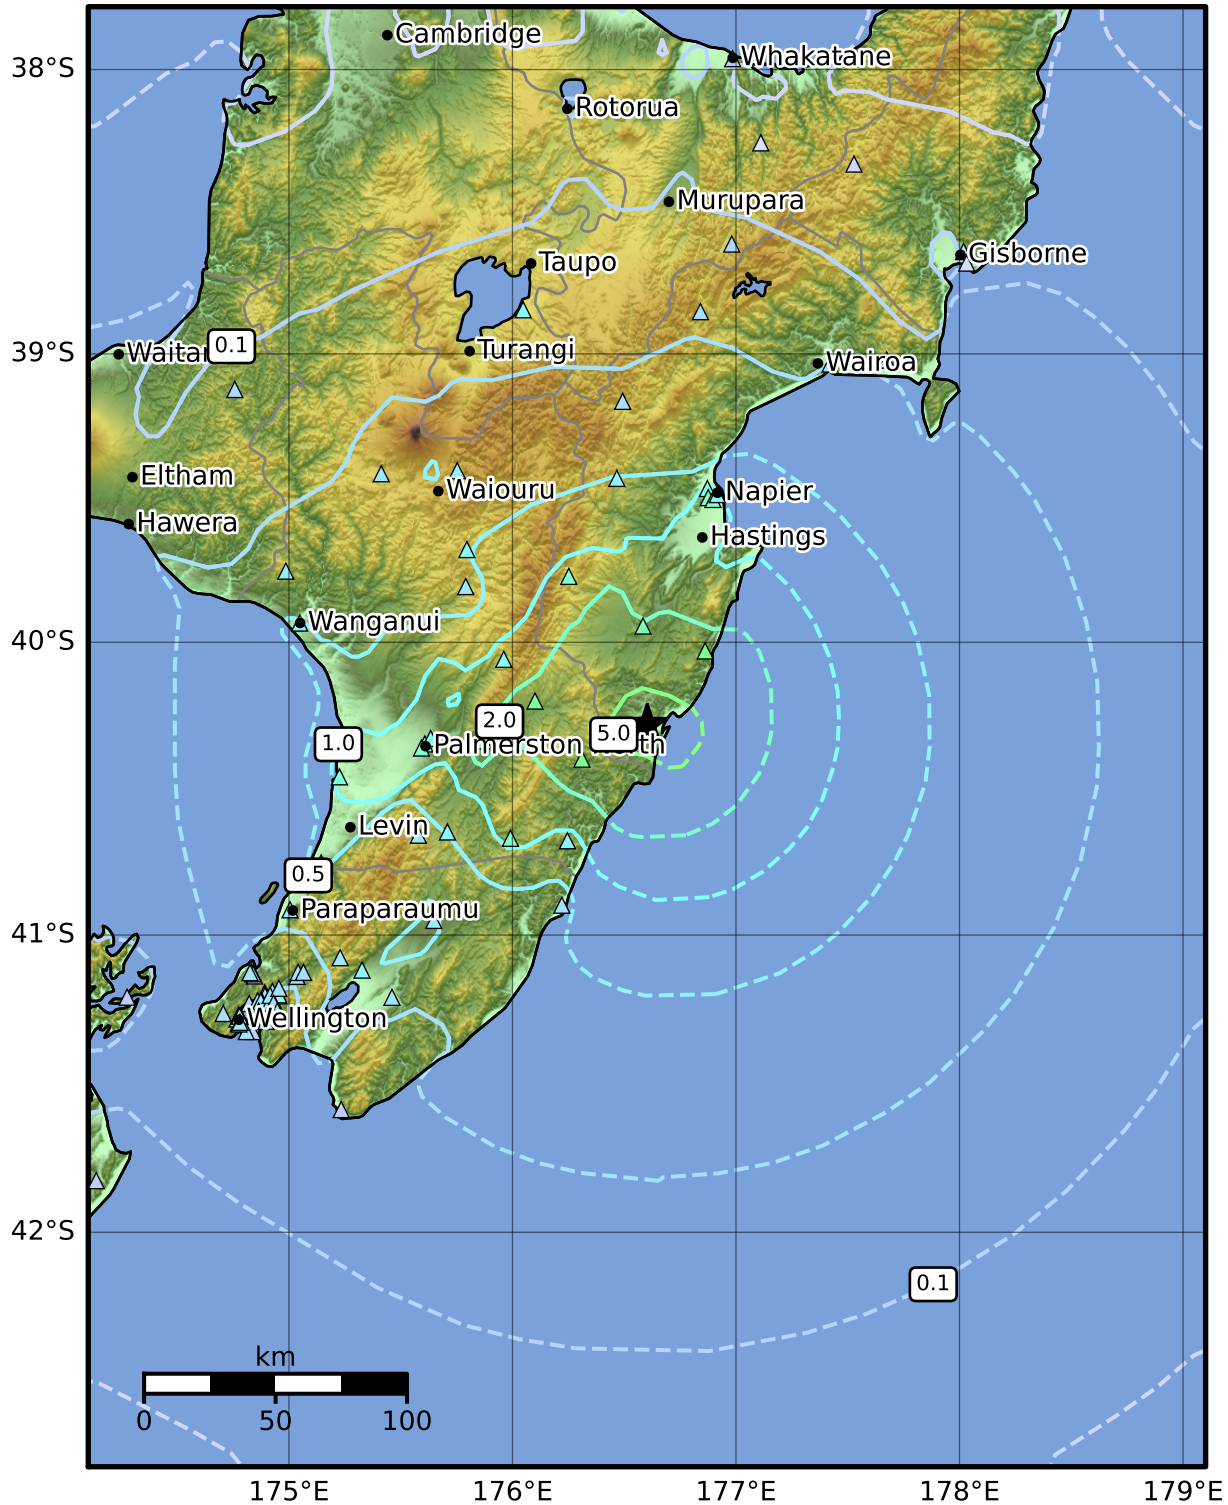 Cambridge
Whakatane
38°S
Rotorua
Murupara
Gisborne
Taupo
0.1
39°S
Waitar
Turangi
Wairoa
Eltham
Waiouru
Napier
Hawera
Hastings
Wanganui
40°S
2.0
5.0
1.0
Palmerston North
Levin
0.5
Paraparaumu
41°S
Wellington
42°S
0.1
km
0 50 100
175°E 176°E 177°E 178°E 179°E